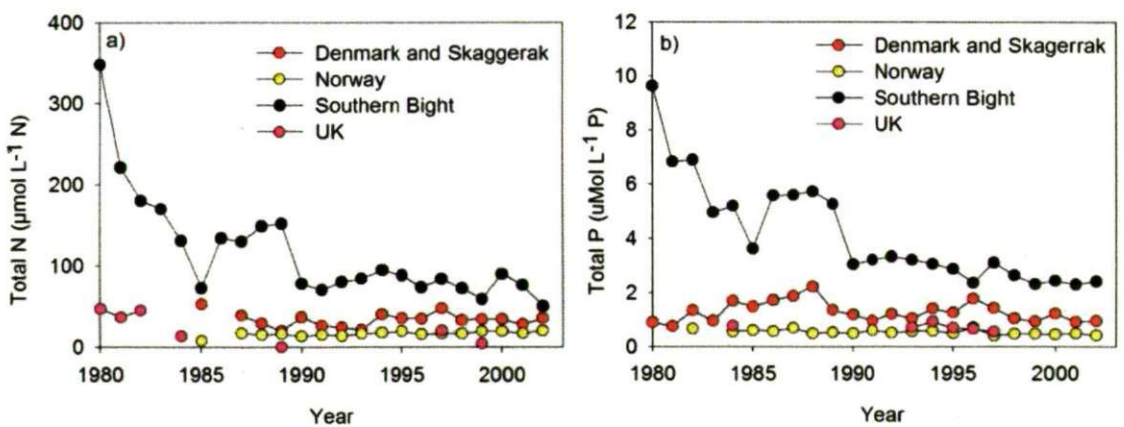 a)
Denmark and Skaggerak
Norway
Southern Bight
UK
Total N (µmol L-1 N)
400
300
200
100
0
1980 1985 1990 1995 2000
Year
b)
Denmark and Skagerrak
Norway
Southern Bight
UK
Total P (uMol L-1 P)
12
10
8
6
4
2
0
1980 1985 1990 1995 2000
Year